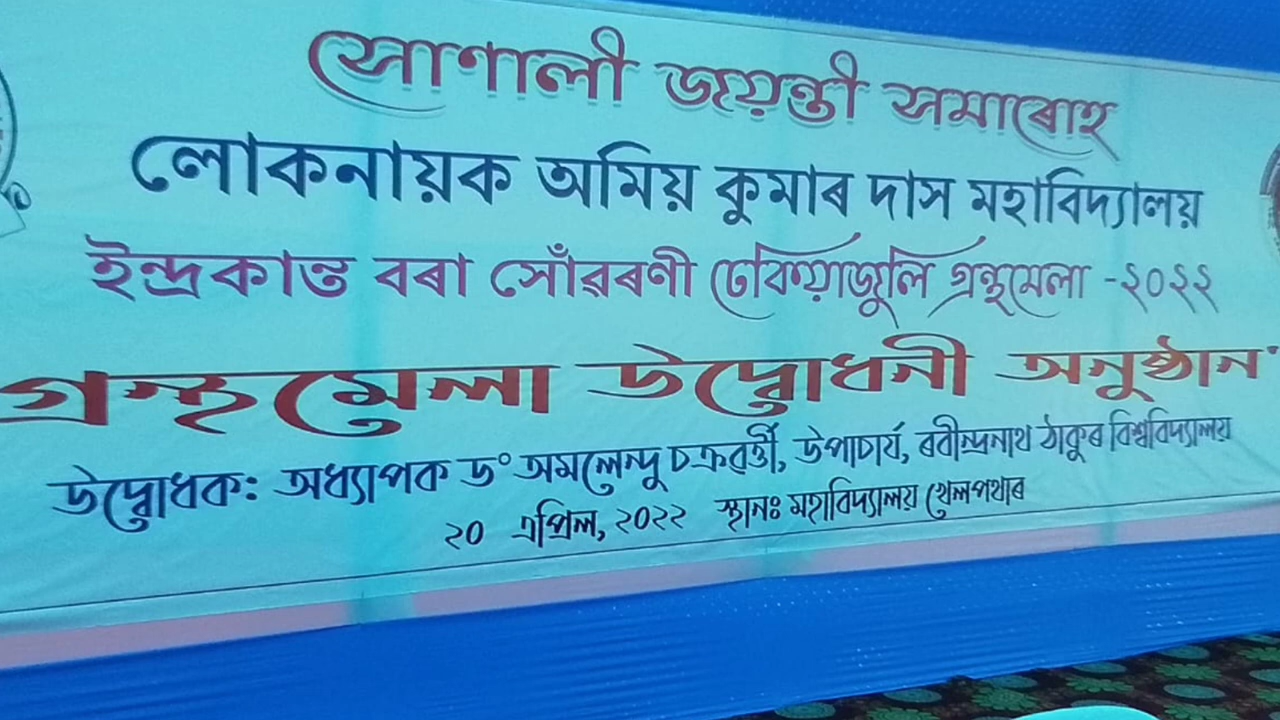 সোণালী জয়ন্তী সমাৰোহ
লোকনায়ক অমিয় কুমাৰ দাস মহাবিদ্যালয়
ইন্দ্ৰকান্ত বৰা সোঁৱৰণী ঢেকিয়াজুলি গ্ৰন্থমেলা -২০২২
গ্ৰন্থমেলা উদ্বোধনী অনুষ্ঠান
উদ্বোধক: অধ্যাপক ড° অমলেন্দু চক্ৰৱৰ্ত্তী, উপাচাৰ্য, ৰবীন্দ্ৰনাথ ঠাকুৰ বিশ্ববিদ্যালয়
২০ এপ্ৰিল, ২০২২ স্থানঃ মহাবিদ্যালয় খেলপথাৰ